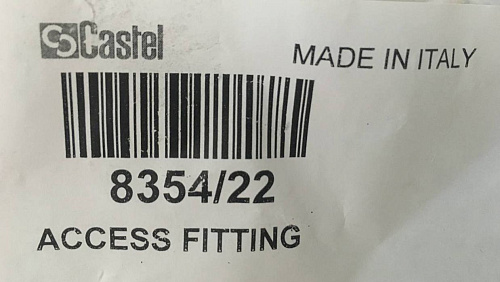 Castel
MADE IN ITALY
8354/22
ACCESS FITTING